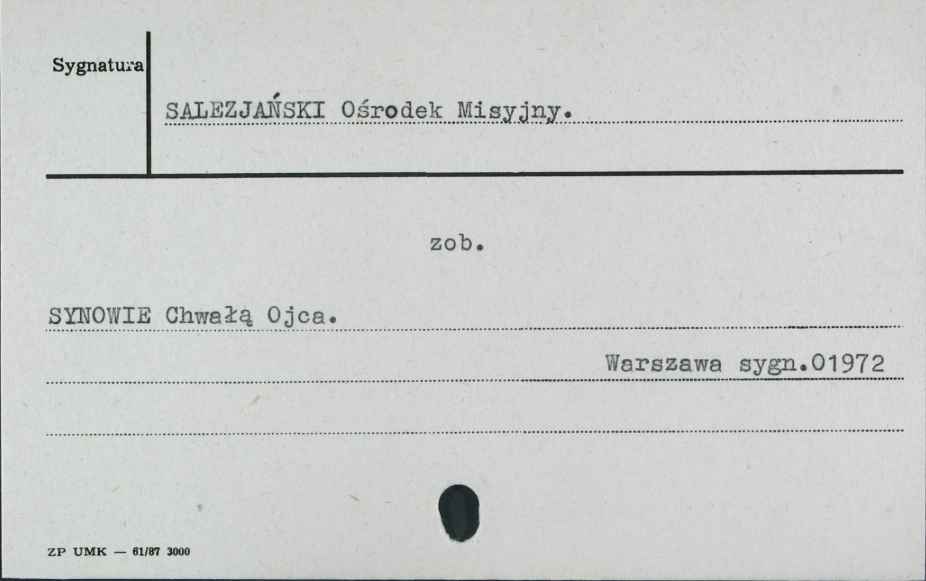 Sygnatura
SALEZJAŃSKI Ośrodek Misyjny.
zob.
SYNOWIE Chwałą Ojca.
Warszawa sygn.01972
ZP UMK — 61/87 3000